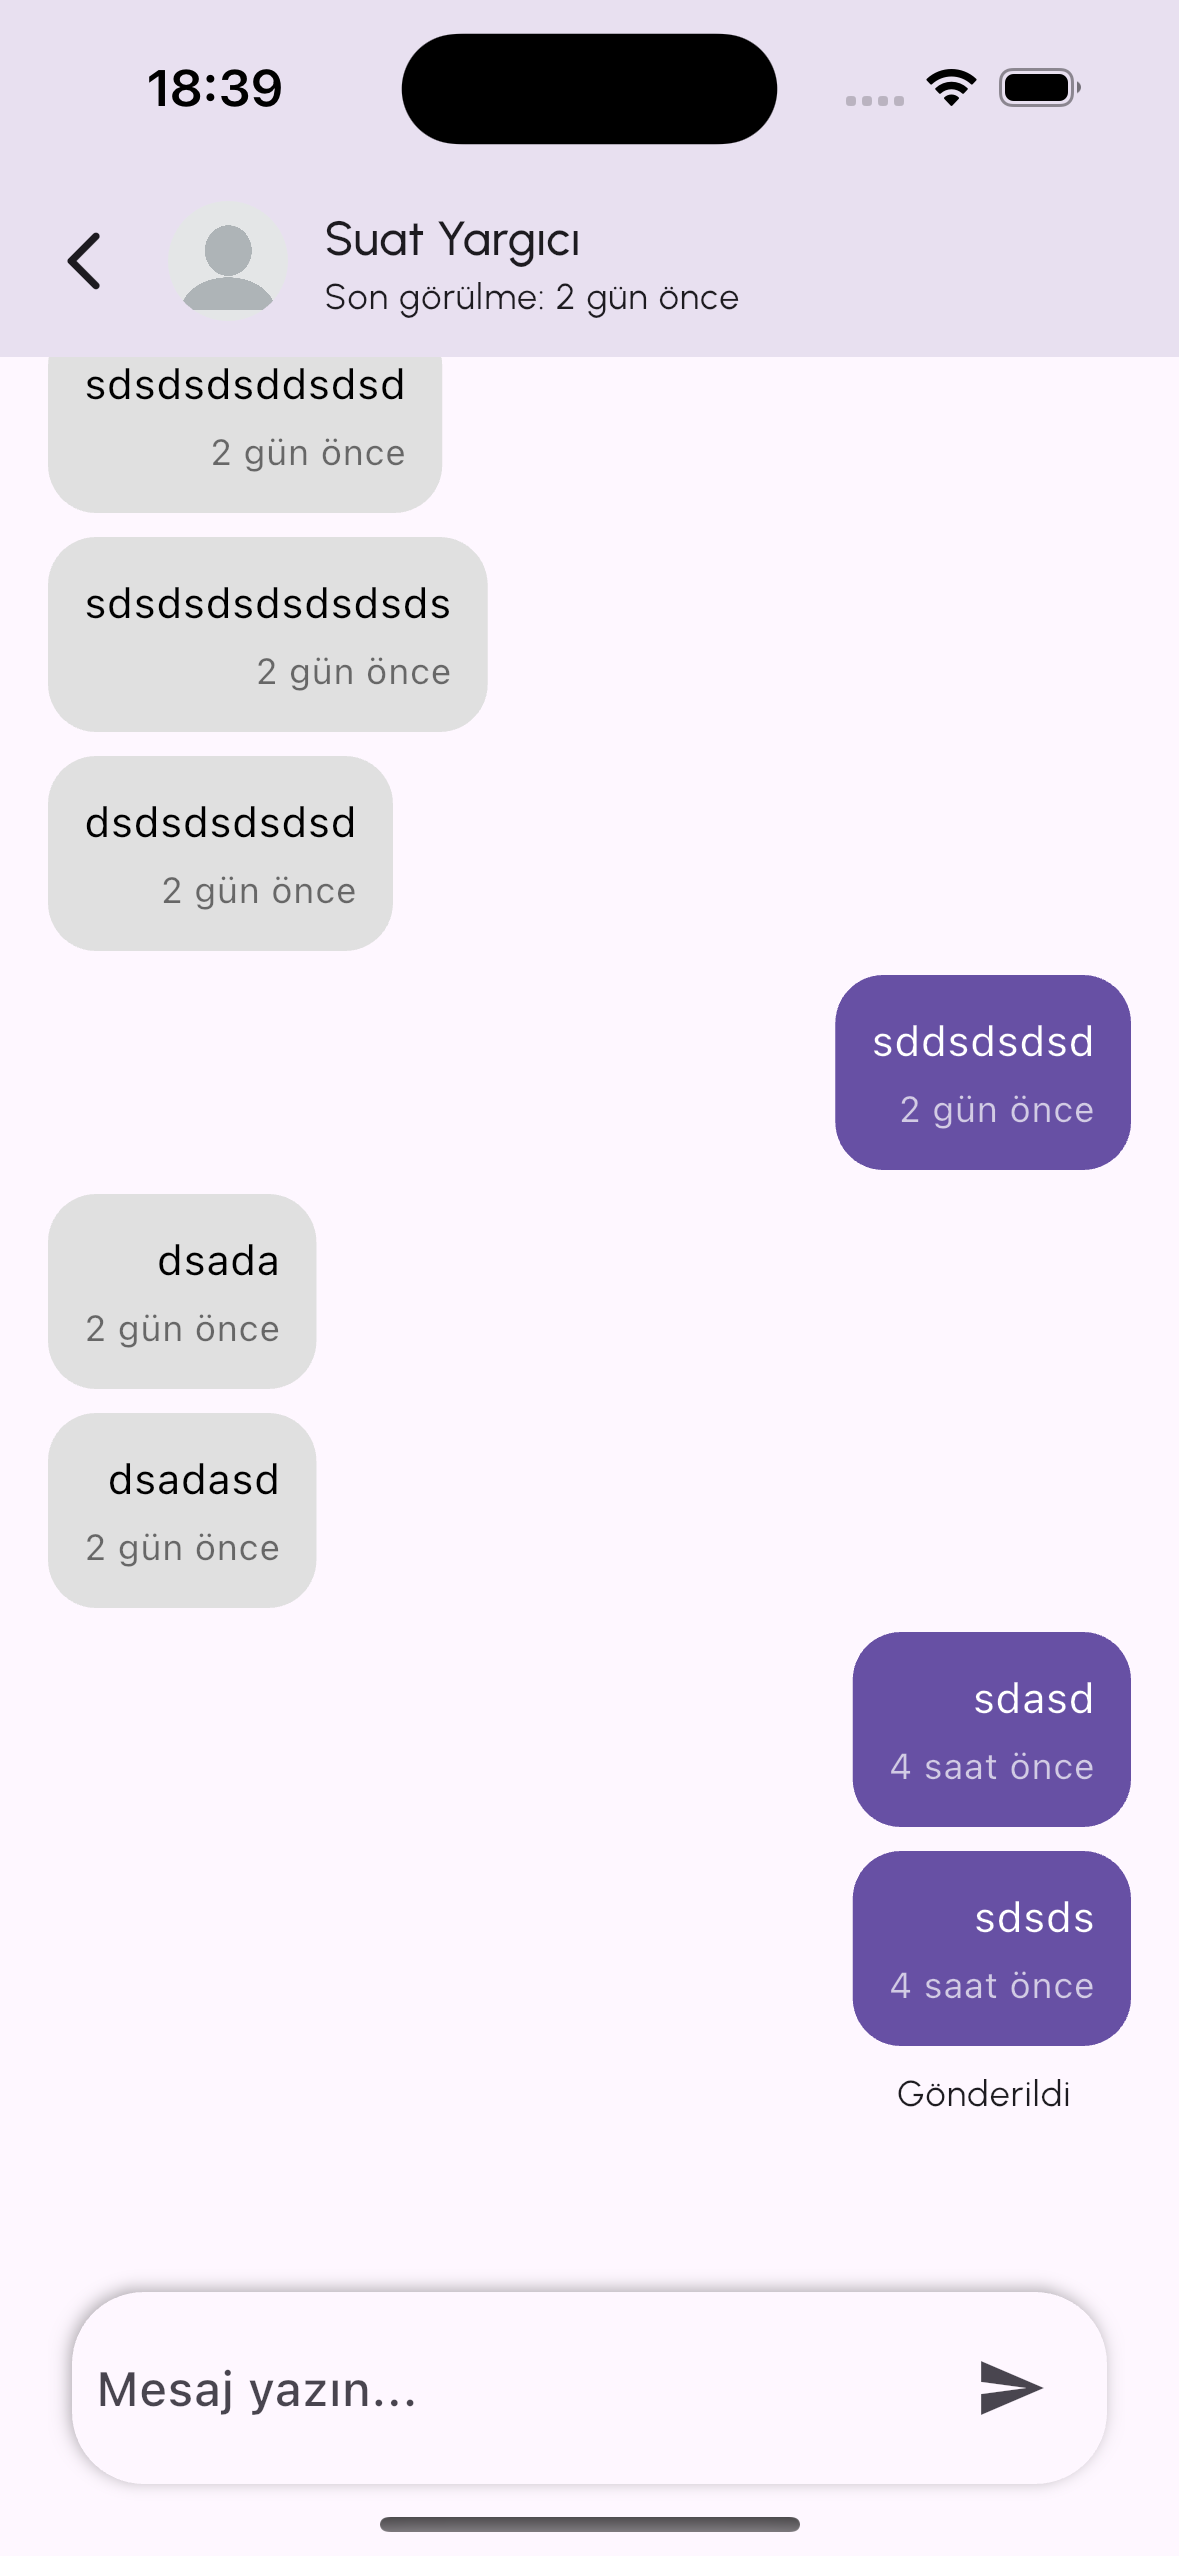 18:39
Suat Yargıcı
Son görülme: 2 gün önce
sdsdsdsddsdsd
2 gün önce
sdsdsdsdsdsdsds
2 gün önce
dsdsdsdsdsd
2 gün önce
sddsdsdsd
2 gün önce
dsada
2 gün önce
dsadasd
2 gün önce
sdasd
4 saat önce
sdsds
4 saat önce
Gönderildi
Mesaj yazın...